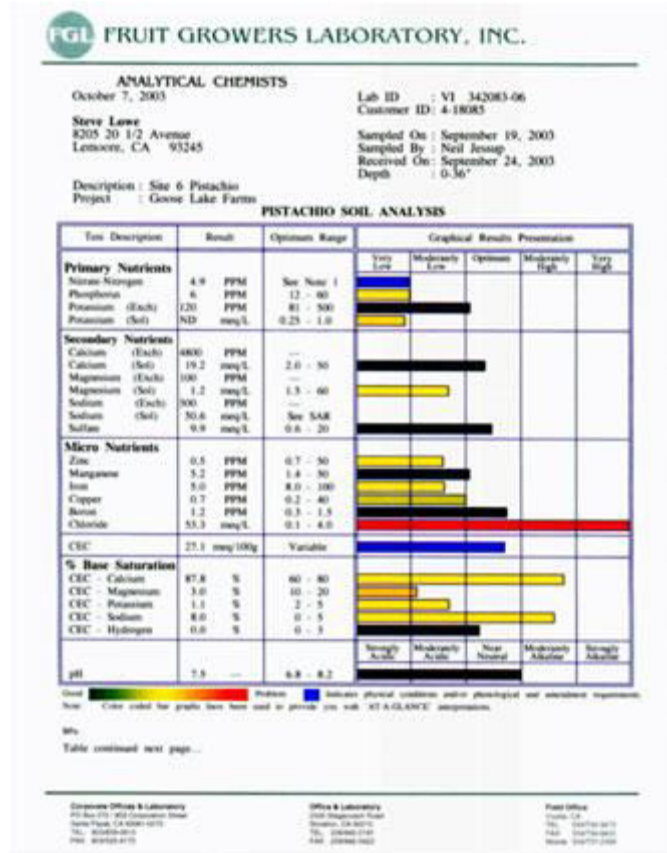 FGL FRUIT GROWERS LABORATORY, INC.
ANALYTICAL CHEMISTS
October 7, 2003
Lab ID : VI 342083-06
Customer ID : 4-18085
Steve Lowe
8205 20 1/2 Avenue
Lemoore, CA 93245
Sampled On : September 19, 2003
Sampled By : Neil Jessup
Received On : September 24, 2003
Depth : 0-36"
Description : Site 6 Pistachio
Project : Goose Lake Farms
PISTACHIO SOIL ANALYSIS
Test Description Result Optimum Range Graphical Results Presentation
Very Low Moderately Low Optimum Moderately High Very High
Primary Nutrients
Nitrate-Nitrogen 4.9 PPM See Note 1
Phosphorus 6 PPM 12 - 60
Potassium (Exch) 120 PPM 81 - 500
Potassium (Sol) ND meq/L 0.25 - 1.0
Secondary Nutrients
Calcium (Exch) 4800 PPM ---
Calcium (Sol) 19.2 meq/L 2.0 - 50
Magnesium (Exch) 100 PPM ---
Magnesium (Sol) 1.2 meq/L 1.5 - 60
Sodium (Exch) 500 PPM ---
Sodium (Sol) 50.6 meq/L See SAR
Sulfate 9.9 meq/L 0.6 - 20
Micro Nutrients
Zinc 0.5 PPM 0.7 - 50
Manganese 5.2 PPM 1.4 - 50
Iron 5.0 PPM 8.0 - 100
Copper 0.7 PPM 0.2 - 40
Boron 1.2 PPM 0.3 - 1.5
Chloride 53.3 meq/L 0.1 - 4.0
CEC 27.1 meq/100g Variable
% Base Saturation
CEC - Calcium 87.8 % 60 - 80
CEC - Magnesium 3.0 % 10 - 20
CEC - Potassium 1.1 % 2 - 5
CEC - Sodium 8.0 % 0 - 5
CEC - Hydrogen 0.0 % 0 - 3
Strongly Acidic Moderately Acidic Near Neutral Moderately Alkaline Strongly Alkaline
pH 7.5 --- 6.8 - 8.2
Good Problem Indicates physical conditions and/or phenological and amendment requirements
Note: Color coded bar graphs have been used to provide you with 'AT-A-GLANCE' interpretations.
Table continued next page...
Corporate Offices & Laboratory
Office & Laboratory
Field Office